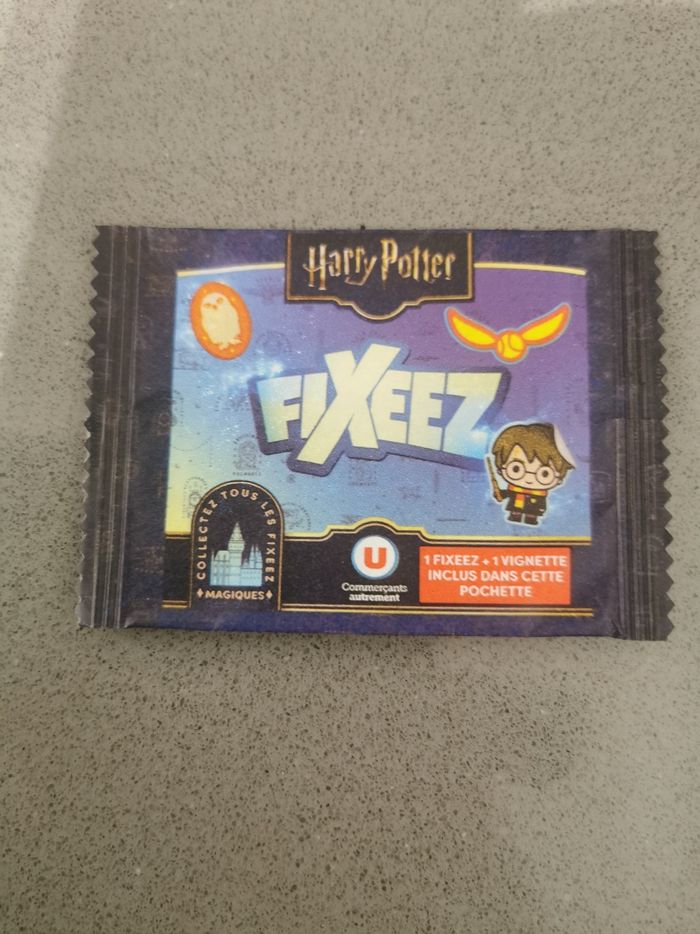 Harry Potter
FIXEEZ
COLLECTEZ TOUS LES FIXEEZ
MAGIQUES
U
Commerçants
autrement
1 FIXEEZ + 1 VIGNETTE
INCLUS DANS CETTE
POCHETTE